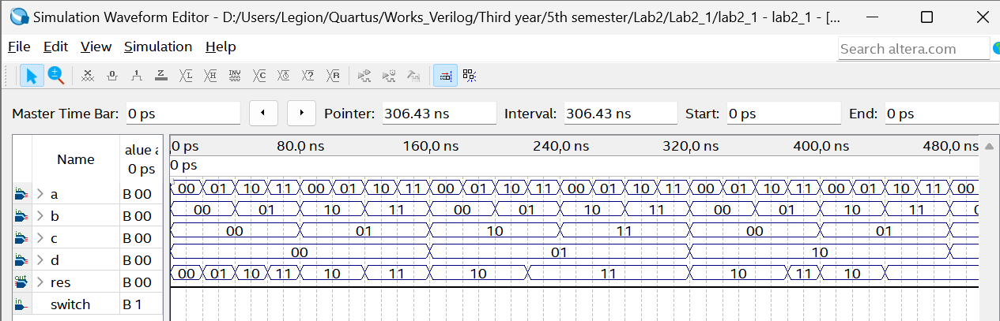 Simulation Waveform Editor - D:/Users/Legion/Quartus/Works_Verilog/Third year/5th semester/Lab2/Lab2_1/lab2_1 - lab2_1 - [...
File Edit View Simulation Help
Search altera.com
Master Time Bar: 0 ps Pointer: 306.43 ns Interval: 306.43 ns Start: 0 ps End: 0 ps
Name alue a 0 ps
0 ps 80.0 ns 160.0 ns 240.0 ns 320.0 ns 400.0 ns 480.0 ns
0 ps
a B 00 00 01 10 11 00 01 10 11 00 01 10 11 00 01 10 11 00 01 10 11 00 01 10 11 00
b B 00 00 01 10 11 00 01 10 11 00 01 10 11
c B 00 00 01 10 11 00 01
d B 00 00 01 10
res B 00 00 01 10 11 10 11 10 11 10 11 10
switch B 1